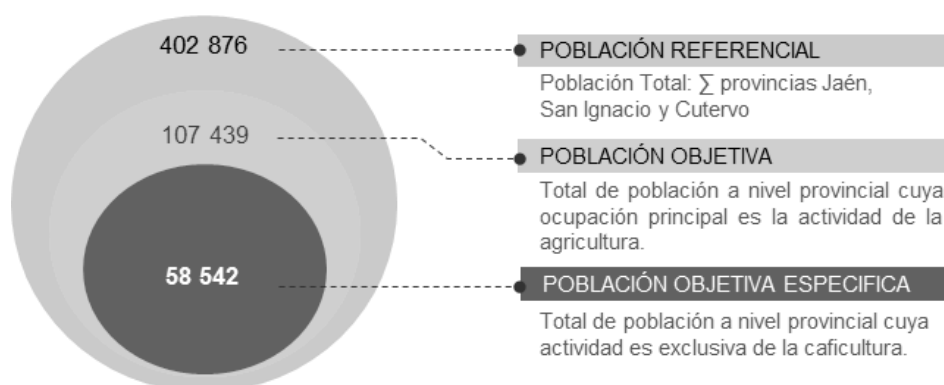 402 876
POBLACIÓN REFERENCIAL
Población Total: ∑ provincias Jaén,
San Ignacio y Cutervo
107 439
POBLACIÓN OBJETIVA
Total de población a nivel provincial cuya
ocupación principal es la actividad de la
agricultura.
58 542
POBLACIÓN OBJETIVA ESPECIFICA
Total de población a nivel provincial cuya
actividad es exclusiva de la caficultura.